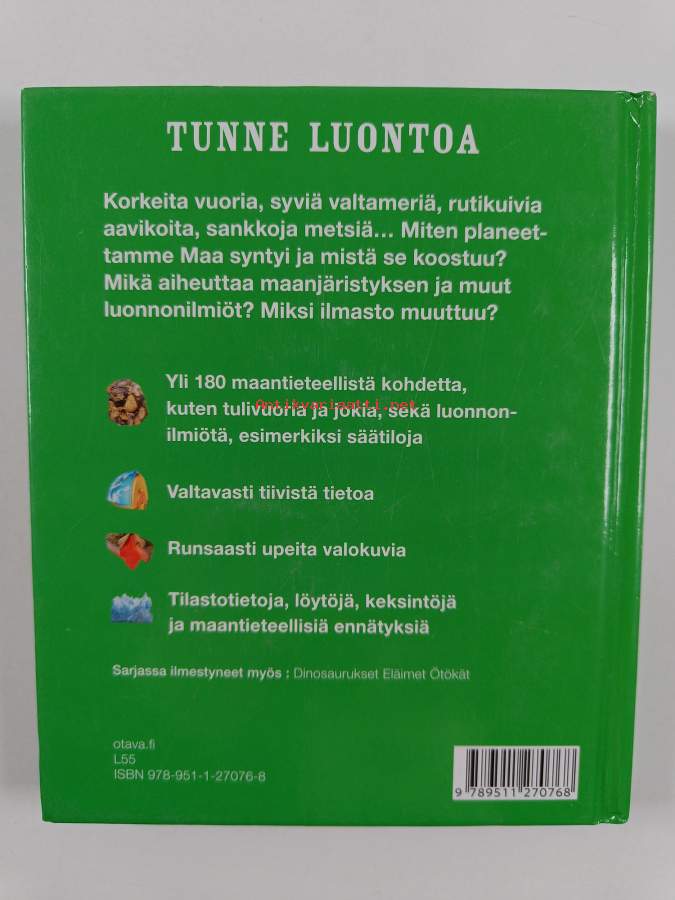 TUNNE LUONTOA
Korkeita vuoria, syviä valtameriä, rutikuivia
aavikoita, sankkoja metsiä... Miten planeet-
tamme Maa syntyi ja mistä se koostuu?
Mikä aiheuttaa maanjäristyksen ja muut
luonnonilmiöt? Miksi ilmasto muuttuu?
Yli 180 maantieteellistä kohdetta,
kuten tulivuoria ja jokia, sekä luonnon-
Antikvariaatti.net
ilmiötä, esimerkiksi säätiloja
Valtavasti tiivistä tietoa
Runsaasti upeita valokuvia
Tilastotietoja, löytöjä, keksintöjä
ja maantieteellisiä ennätyksiä
Sarjassa ilmestyneet myös : Dinosaurukset Eläimet Ötökät
otava.fi
L55
ISBN 978-951-1-27076-8
9 789511 270768